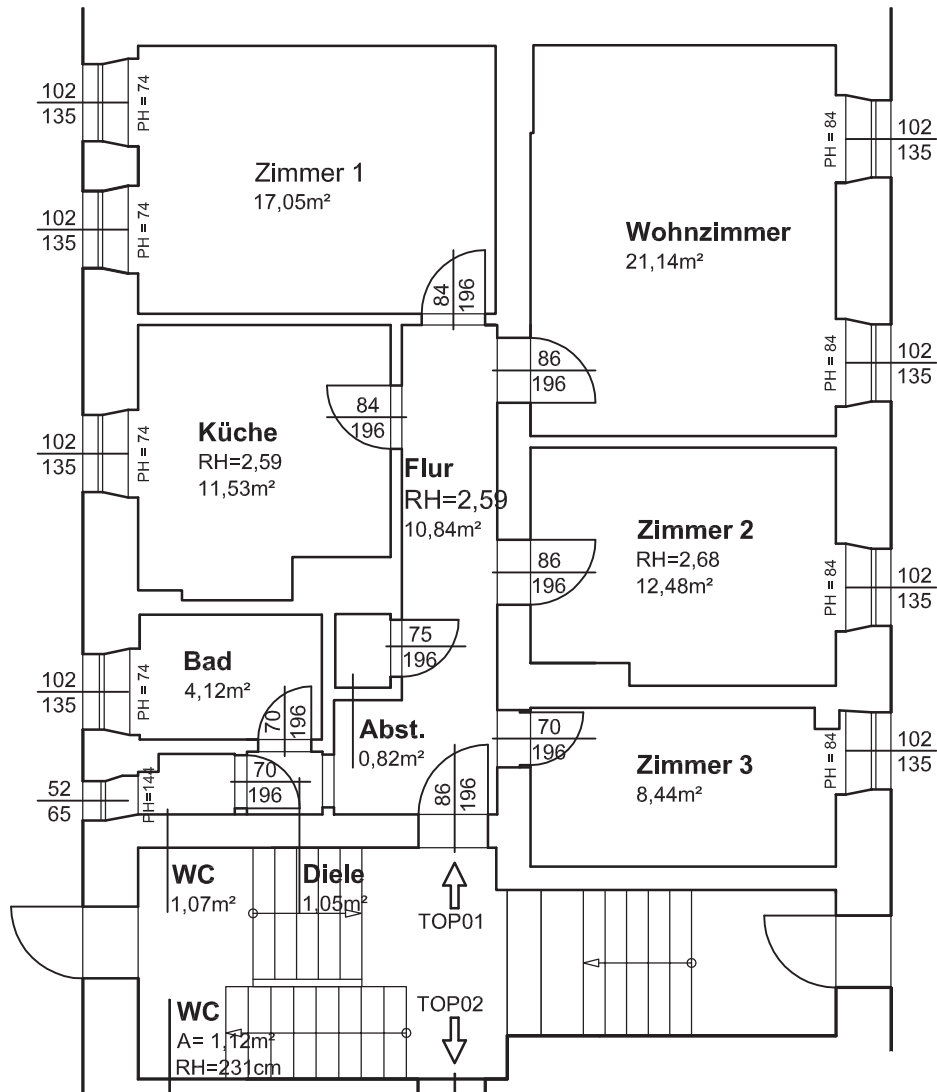 102
135
PH = 74
Zimmer 1
17,05m²
PH = 84
102
135
102
135
PH = 74
Wohnzimmer
21,14m²
84
196
86
196
PH = 84
102
135
84
196
102
135
PH = 74
Küche
RH=2,59
11,53m²
Flur
RH=2,59
10,84m²
Zimmer 2
RH=2,68
12,48m²
86
196
PH = 84
102
135
75
196
Bad
4,12m²
102
135
PH = 74
70
196
Abst.
0,82m²
70
196
Zimmer 3
8,44m²
PH = 84
102
135
52
65
PH=144
70
196
86
196
WC
1,07m²
Diele
1,05m²
TOP01
TOP02
WC
A= 1,12m²
RH=231cm